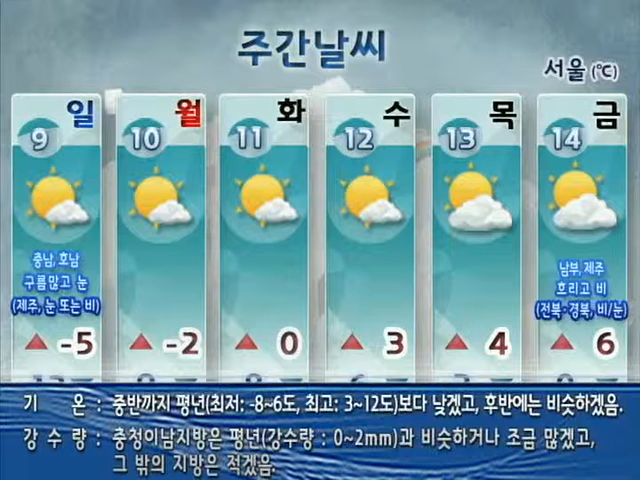 주간날씨
서울(℃)
일 월 화 수 목 금
9 10 11 12 13 14
충남, 호남
구름많고 눈
(제주, 눈 또는 비)
남부, 제주
흐리고 비
(전북·경북, 비/눈)
-5 -2 0 3 4 6
기 온 : 중반까지 평년(최저: -8~6도, 최고: 3~12도)보다 낮겠고, 후반에는 비슷하겠음.
강 수 량 : 충청이남지방은 평년(강수량 : 0~2mm)과 비슷하거나 조금 많겠고,
그 밖의 지방은 적겠음.